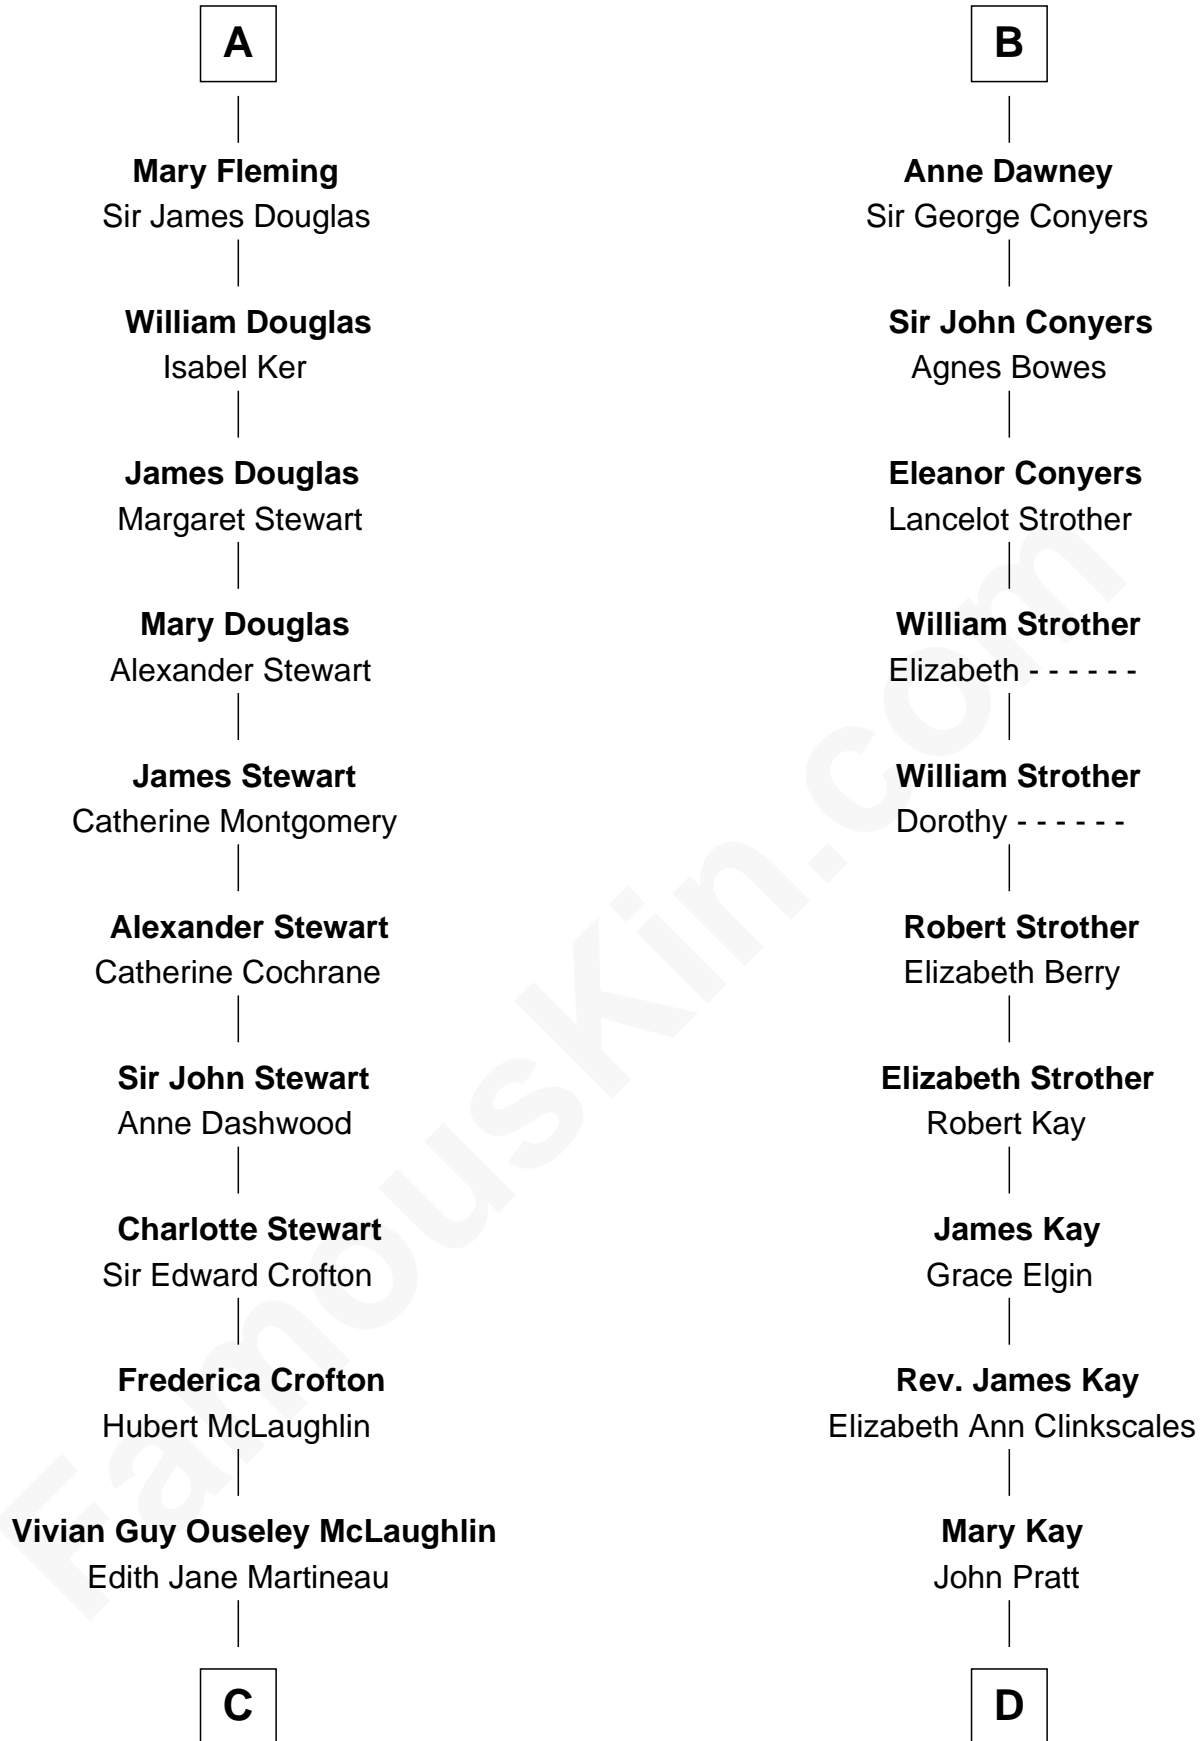 A
Mary Fleming
Sir James Douglas
William Douglas
Isabel Ker
James Douglas
Margaret Stewart
Mary Douglas
Alexander Stewart
James Stewart
Catherine Montgomery
Alexander Stewart
Catherine Cochrane
Sir John Stewart
Anne Dashwood
Charlotte Stewart
Sir Edward Crofton
Frederica Crofton
Hubert McLaughlin
Vivian Guy Ouseley McLaughlin
Edith Jane Martineau
C
B
Anne Dawney
Sir George Conyers
Sir John Conyers
Agnes Bowes
Eleanor Conyers
Lancelot Strother
William Strother
Elizabeth - - - - - -
William Strother
Dorothy - - - - - -
Robert Strother
Elizabeth Berry
Elizabeth Strother
Robert Kay
James Kay
Grace Elgin
Rev. James Kay
Elizabeth Ann Clinkscales
Mary Kay
John Pratt
D
FamousKin.com